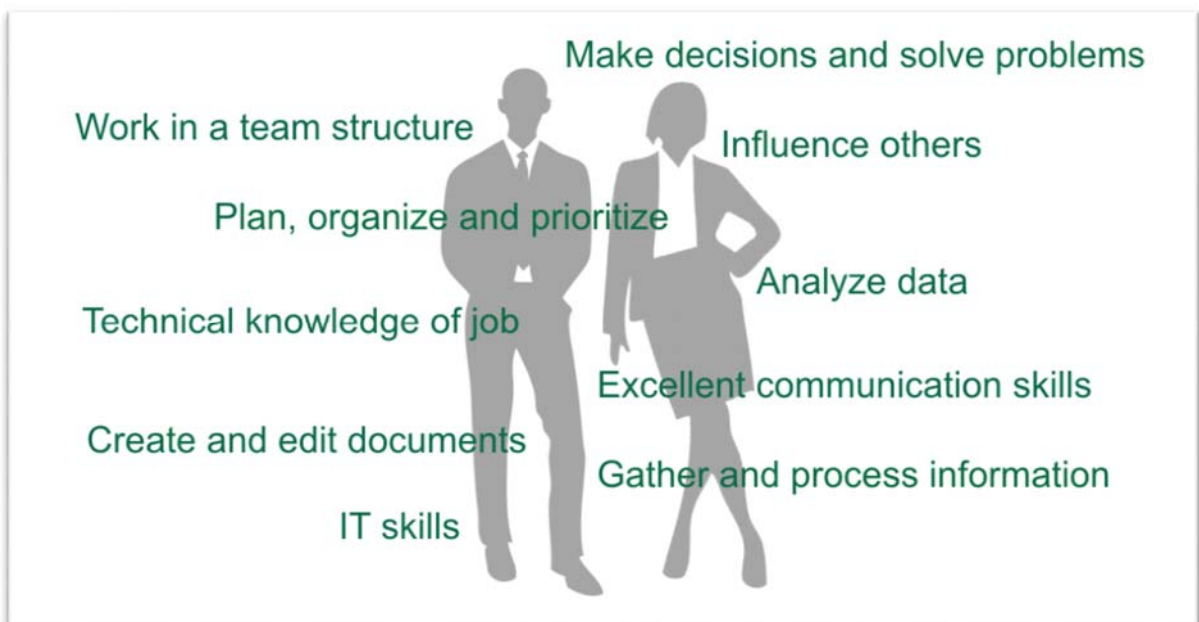 Make decisions and solve problems
Work in a team structure
Influence others
Plan, organize and prioritize
Analyze data
Technical knowledge of job
Excellent communication skills
Create and edit documents
Gather and process information
IT skills